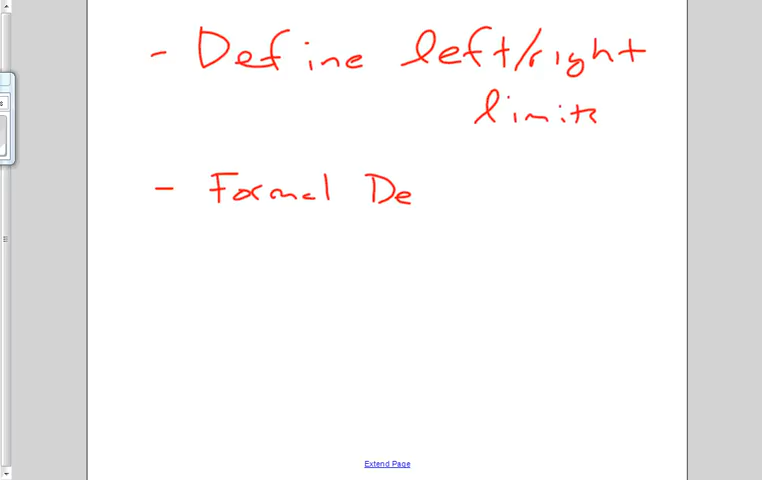 - Define left/right
limits
- Formal De
Extend Page